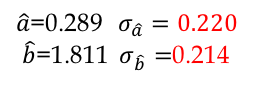 â=0.289 σ_â = 0.220
b̂=1.811 σ_b̂ =0.214